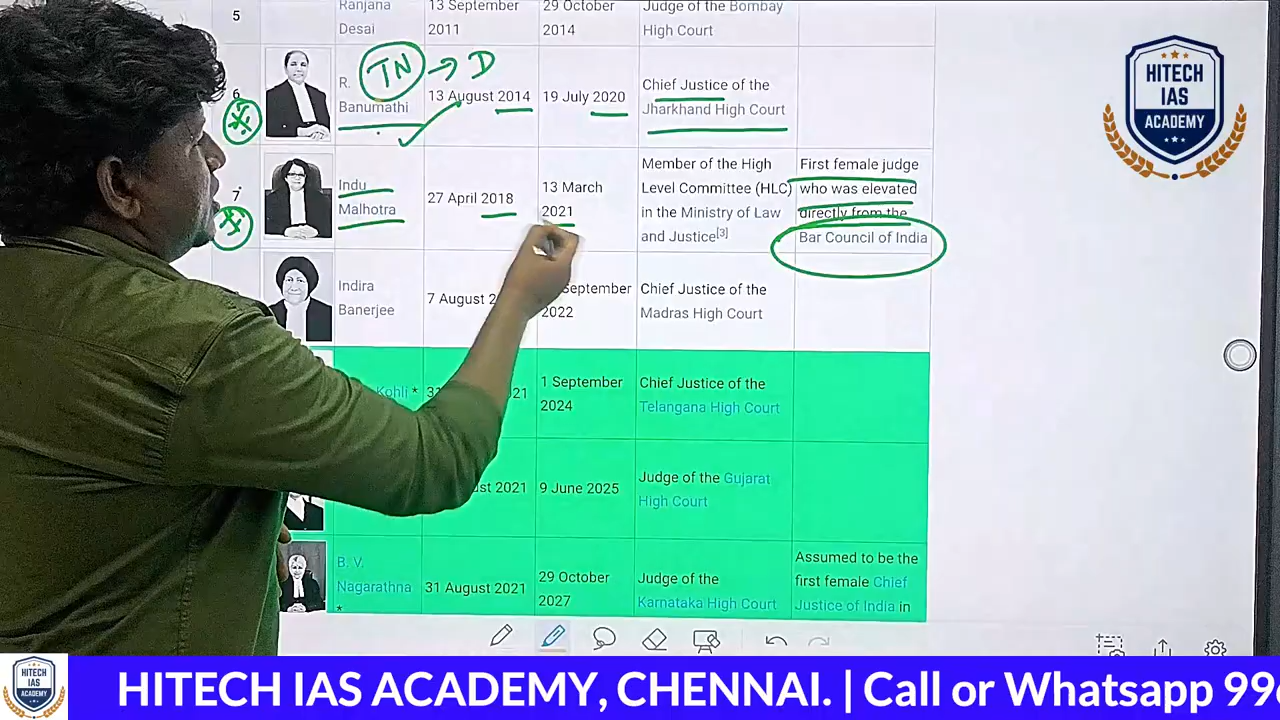 5
Ranjana
Desai
13 September
2011
29 October
2014
Judge of the Bombay
High Court
TN → D
6
R.
Banumathi
13 August 2014
19 July 2020
Chief Justice of the
Jharkhand High Court
7
Indu
Malhotra
27 April 2018
13 March
2021
Member of the High
Level Committee (HLC)
in the Ministry of Law
and Justice[3]
First female judge
who was elevated
directly from the
Bar Council of India
Indira
Banerjee
7 August
September
2022
Chief Justice of the
Madras High Court
Kohli *
1 September
2024
Chief Justice of the
Telangana High Court
2021
9 June 2025
Judge of the Gujarat
High Court
B. V.
Nagarathna
*
31 August 2021
29 October
2027
Judge of the
Karnataka High Court
Assumed to be the
first female Chief
Justice of India in
HITECH
IAS
ACADEMY
HITECH
IAS
ACADEMY
HITECH IAS ACADEMY, CHENNAI. | Call or Whatsapp